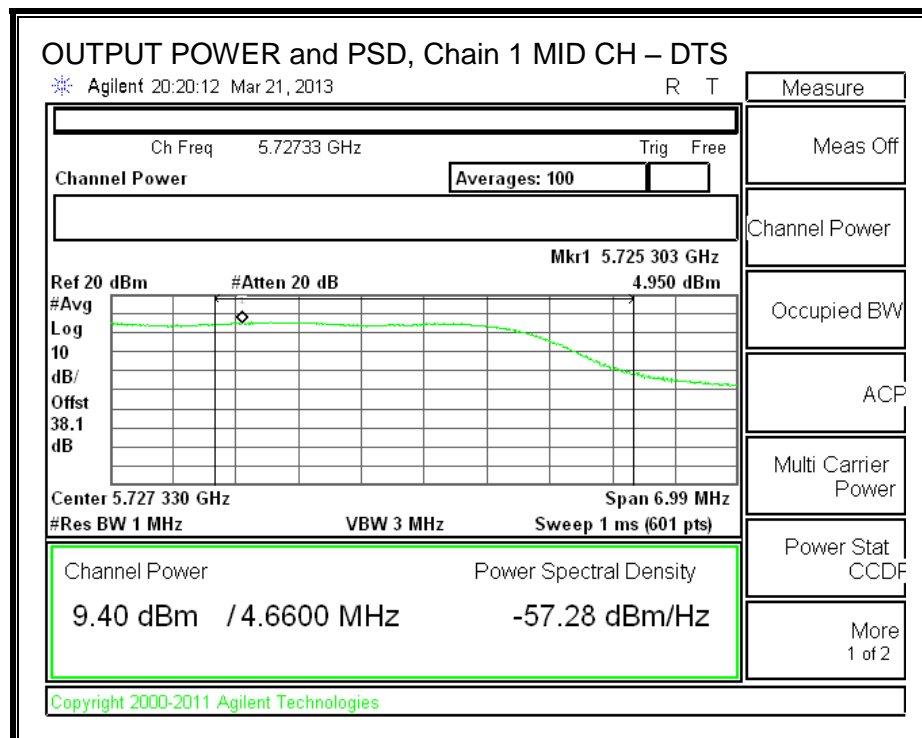 OUTPUT POWER and PSD, Chain 1 MID CH – DTS
Agilent 20:20:12 Mar 21, 2013 R T
Measure
Ch Freq 5.72733 GHz Trig Free
Meas Off
Channel Power Averages: 100
Channel Power
Mkr1 5.725 303 GHz
Ref 20 dBm #Atten 20 dB 4.950 dBm
#Avg
Log
10
dB/
Offst
38.1
dB
Occupied BW
ACP
Multi Carrier
Power
Center 5.727 330 GHz Span 6.99 MHz
#Res BW 1 MHz VBW 3 MHz Sweep 1 ms (601 pts)
Power Stat
CCDF
Channel Power Power Spectral Density
9.40 dBm / 4.6600 MHz -57.28 dBm/Hz
More
1 of 2
Copyright 2000-2011 Agilent Technologies